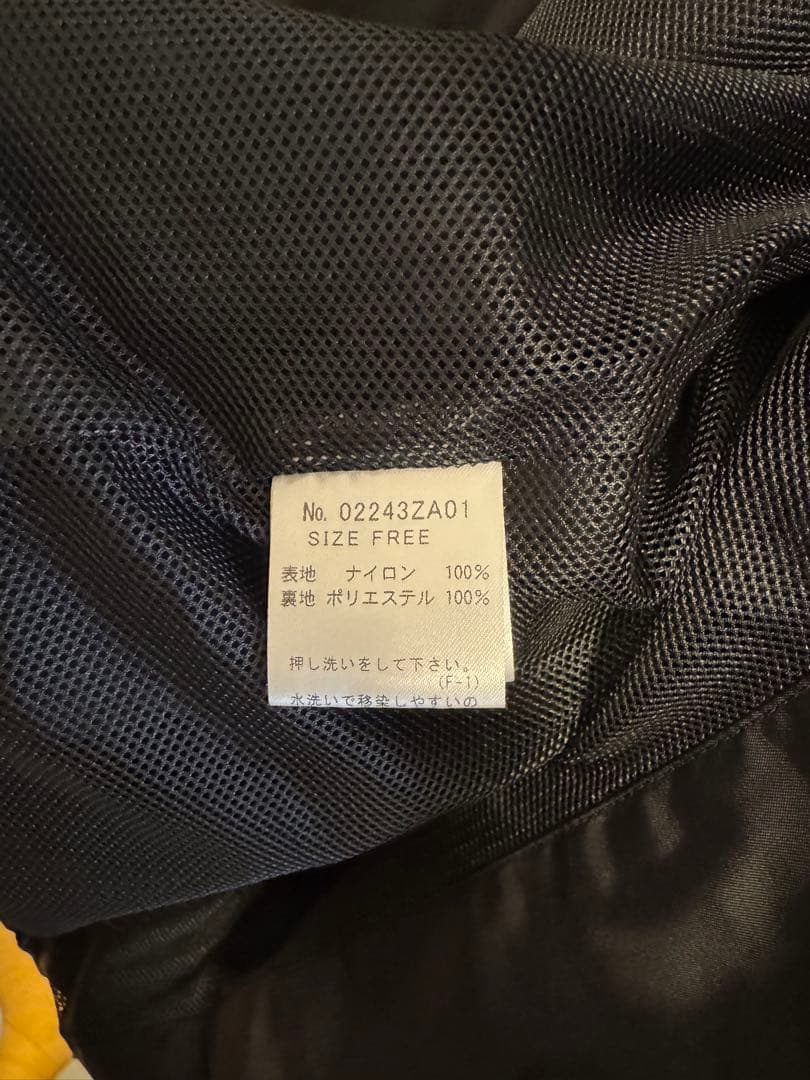 No. 02243ZA01
SIZE FREE
表地 ナイロン 100%
裏地 ポリエステル 100%
押し洗いをして下さい。
(F-1)
水洗いで移染しやすいの